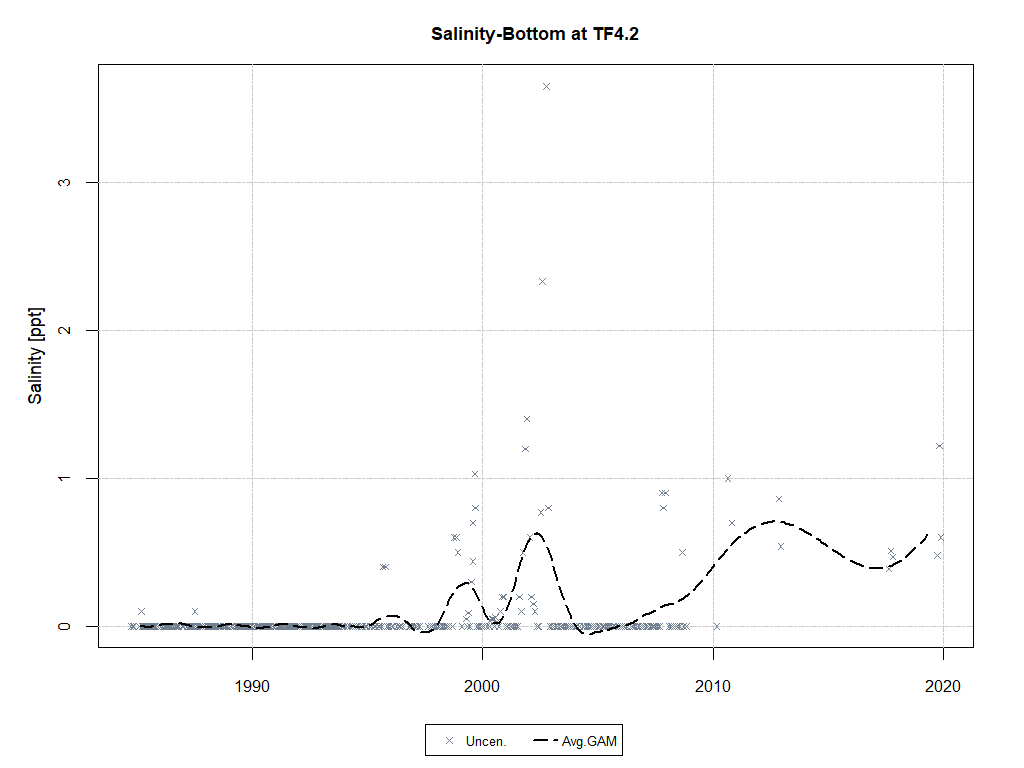 Salinity-Bottom at TF4.2
Salinity [ppt]
3
2
1
0
1990 2000 2010 2020
Uncen. Avg.GAM